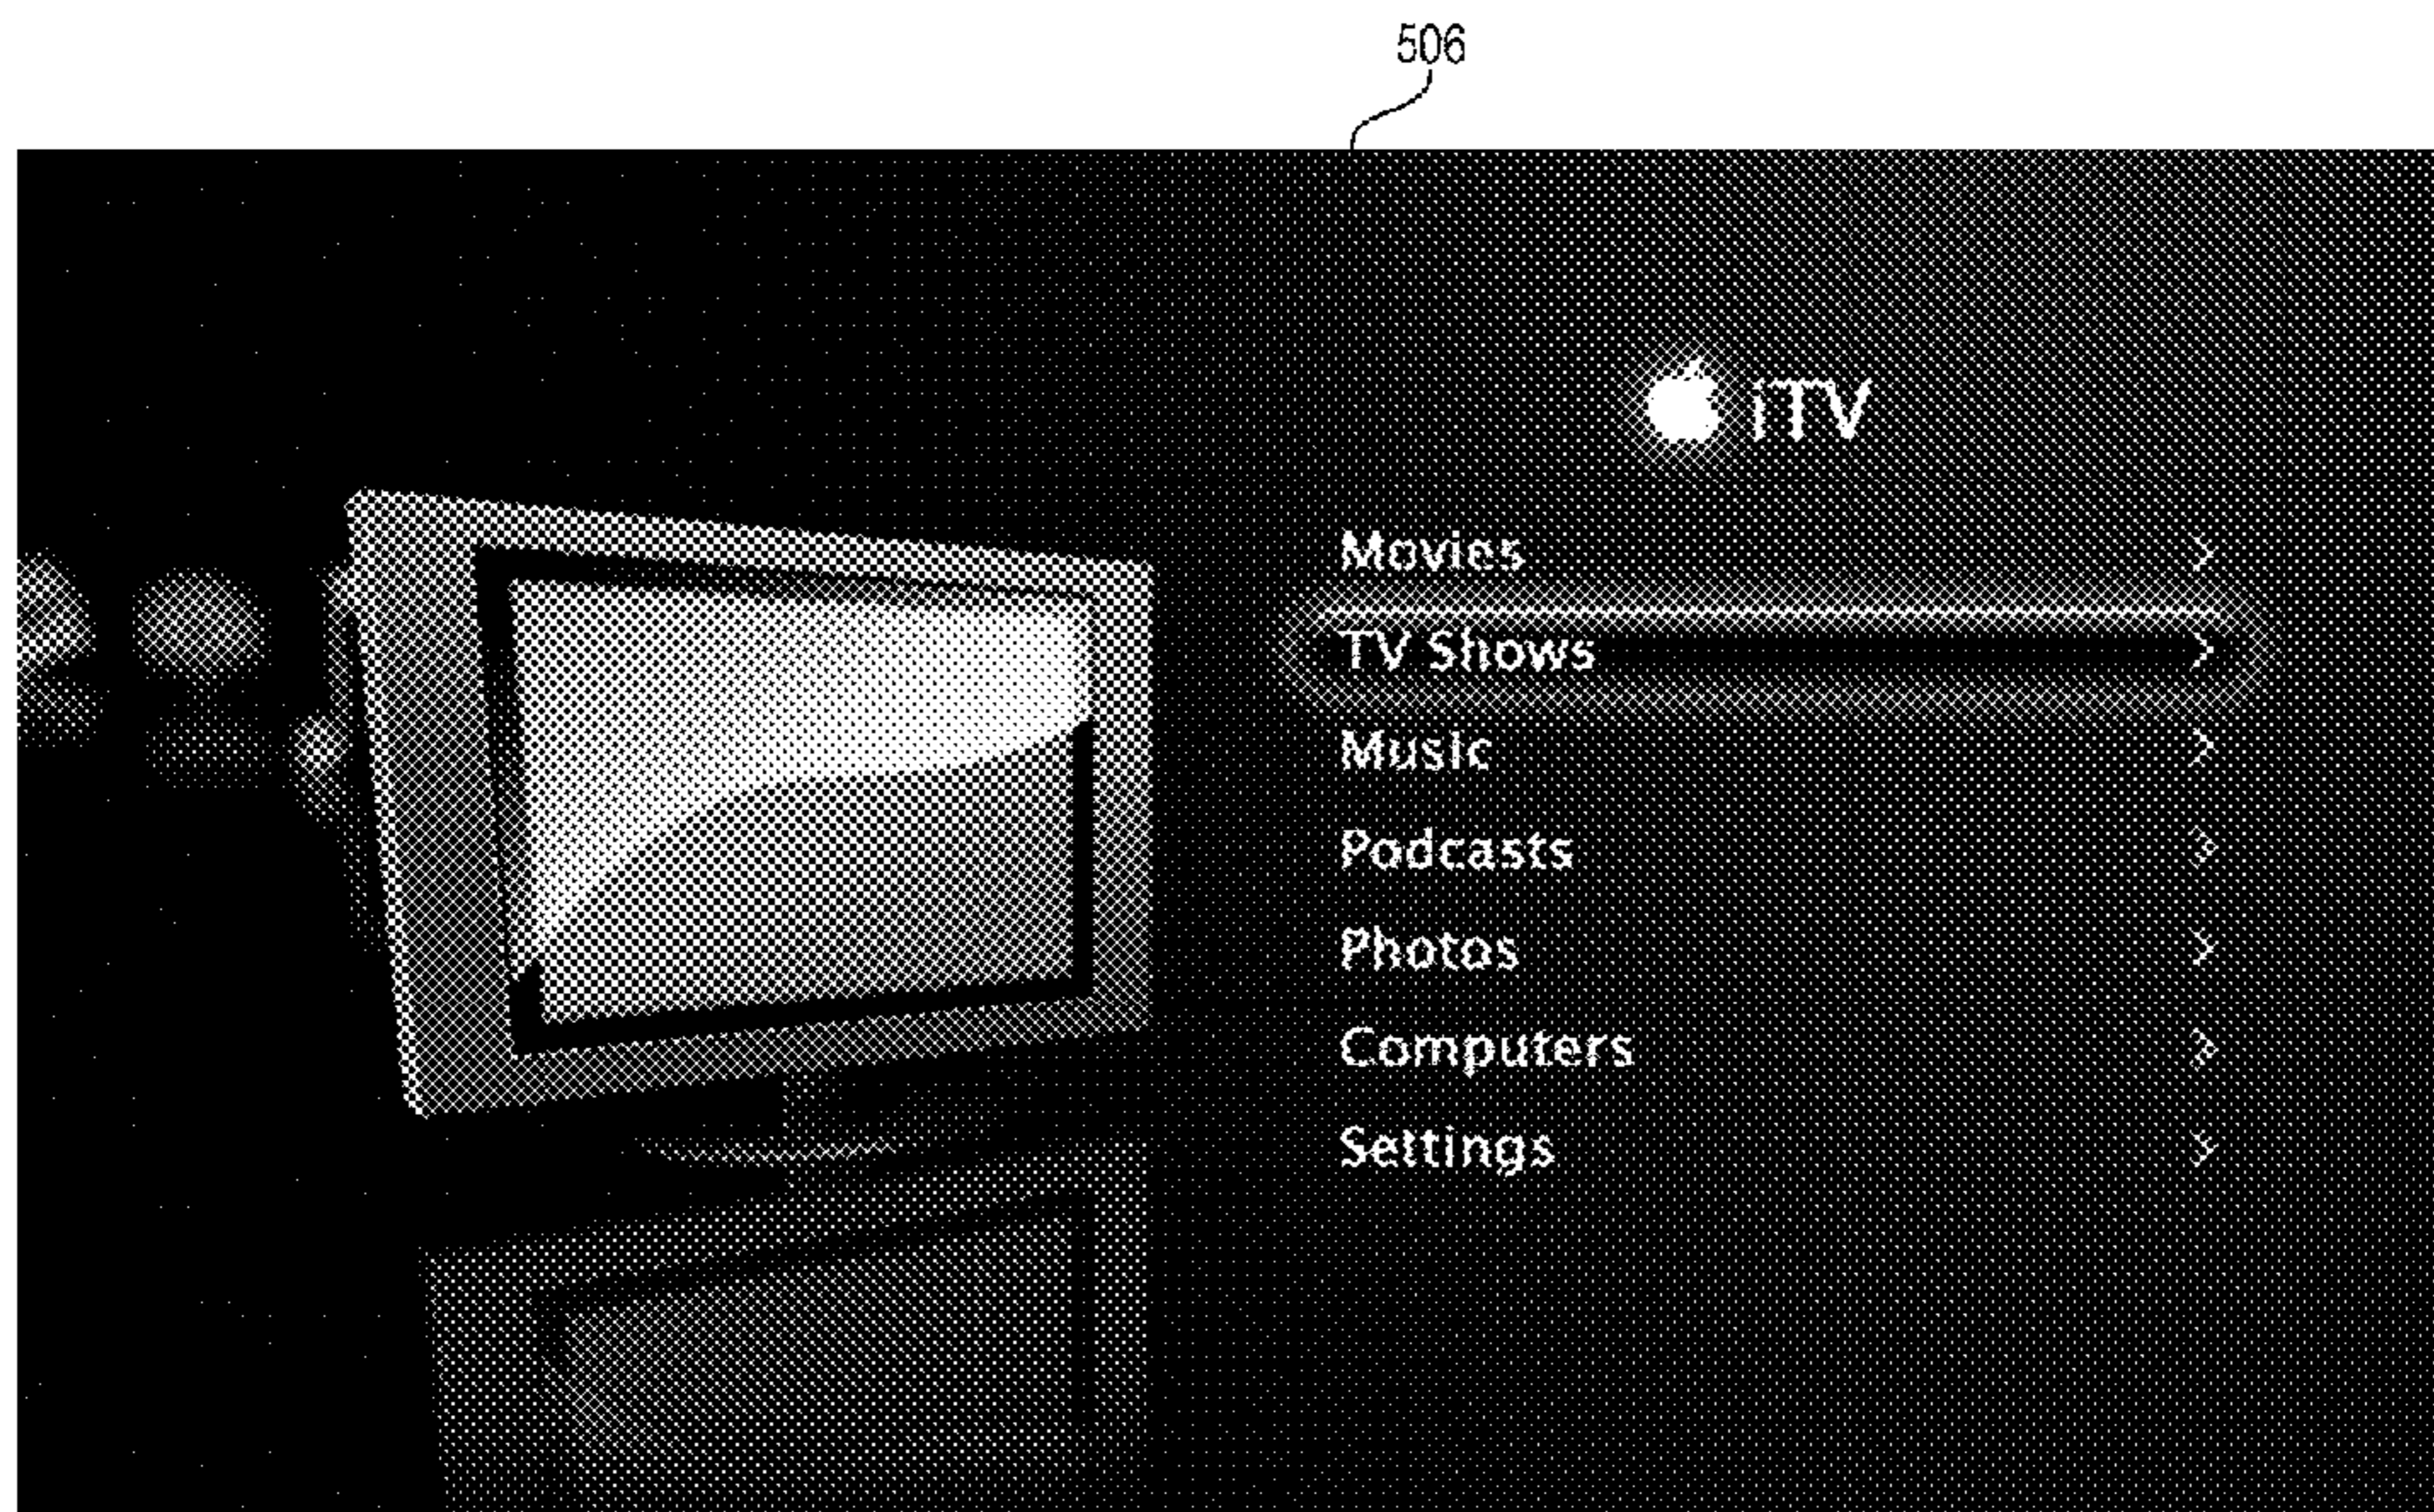 506
iTV
Movies
TV Shows
Music
Podcasts
Photos
Computers
Settings